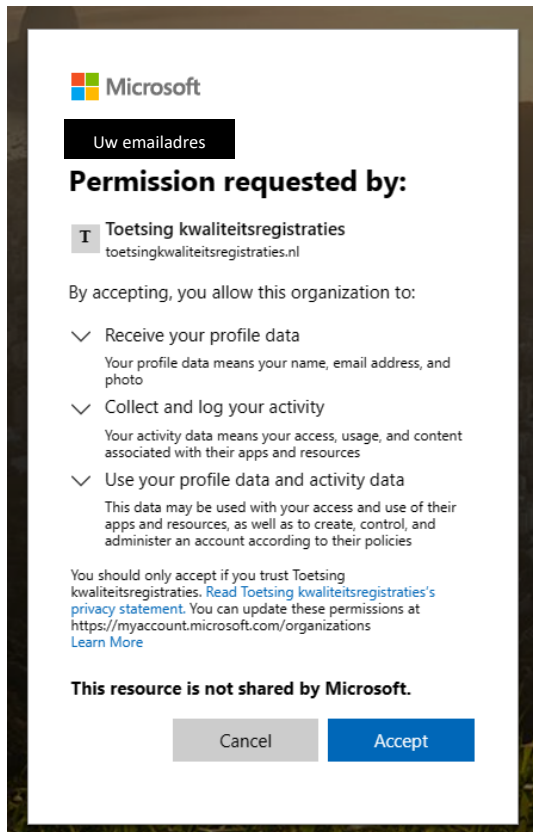 Microsoft
Uw emailadres
Permission requested by:
T
Toetsing kwaliteitsregistraties
toetsingkwaliteitsregistraties.nl
By accepting, you allow this organization to:
Receive your profile data
Your profile data means your name, email address, and
photo
Collect and log your activity
Your activity data means your access, usage, and content
associated with their apps and resources
Use your profile data and activity data
This data may be used with your access and use of their
apps and resources, as well as to create, control, and
administer an account according to their policies
You should only accept if you trust Toetsing
kwaliteitsregistraties. Read Toetsing kwaliteitsregistraties's
privacy statement. You can update these permissions at
https://myaccount.microsoft.com/organizations
Learn More
This resource is not shared by Microsoft.
Cancel
Accept